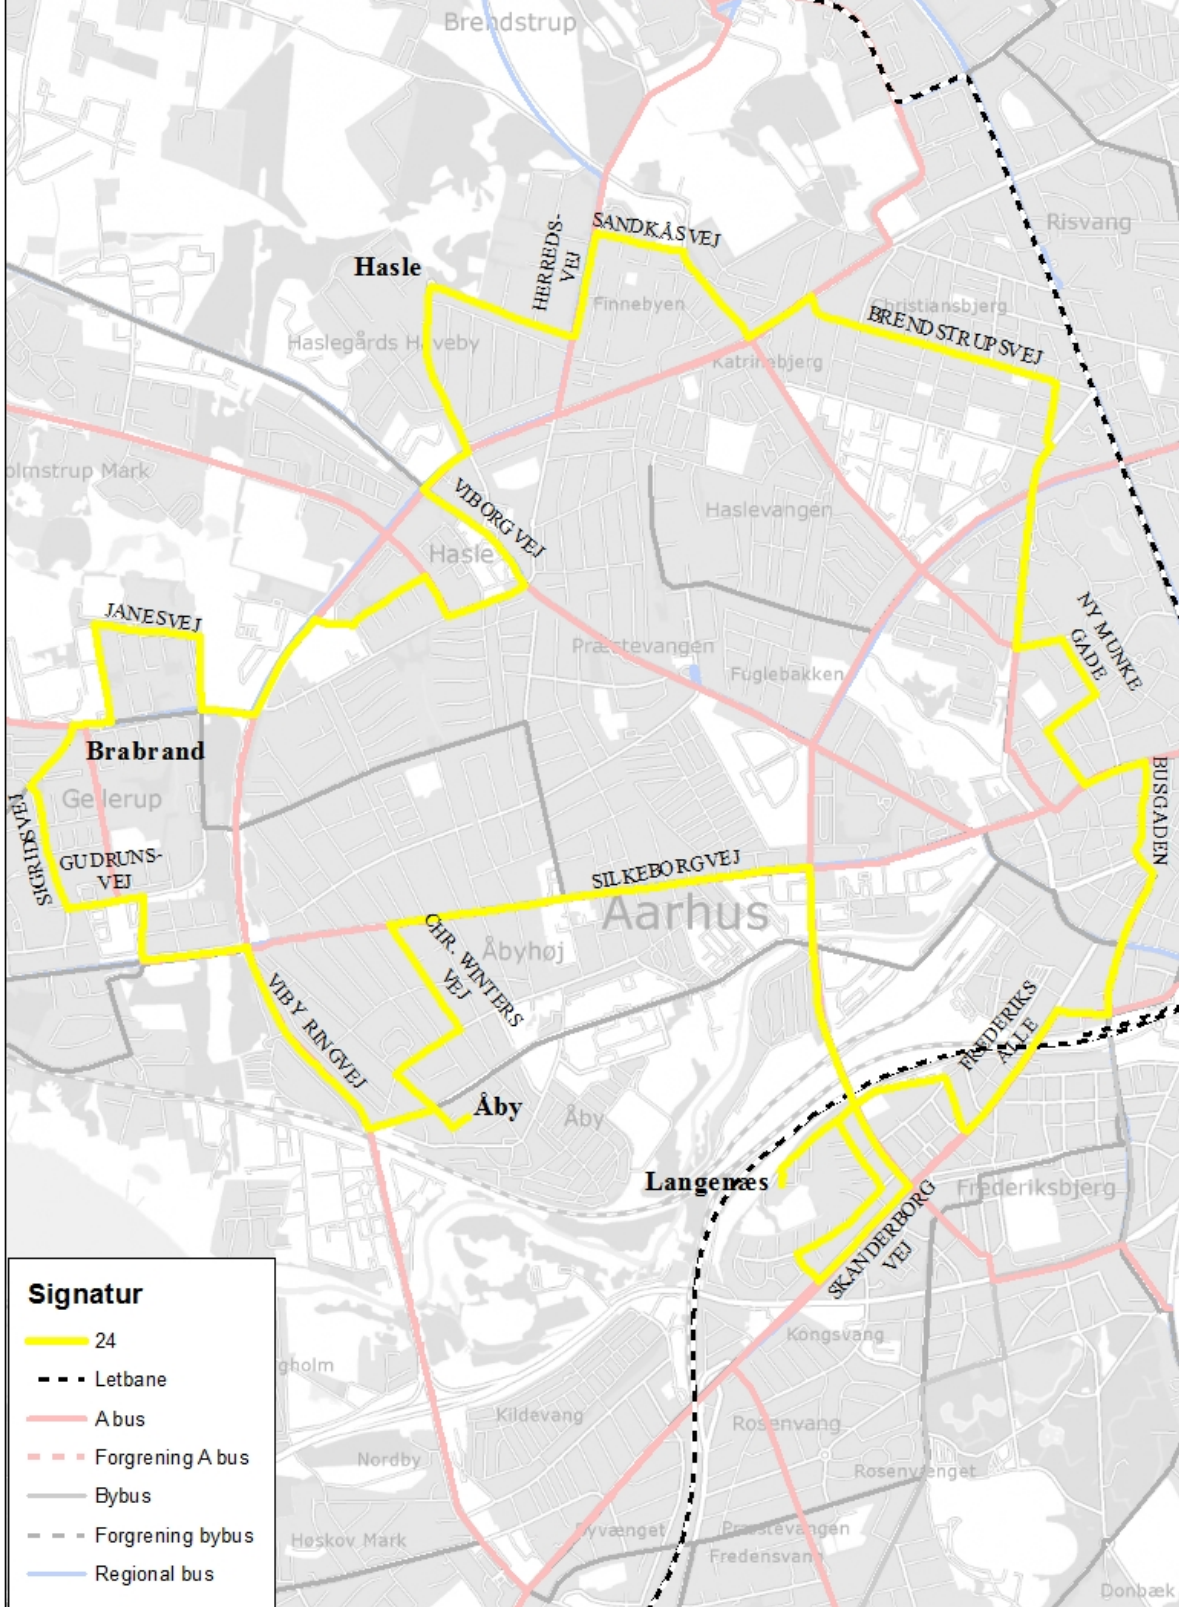 Brendstrup
Risvang
SANDKÅSVEJ
HERREDS-
VEJ
Hasle
Finnebyen
Christiansbjerg
BRENDSTRUPSVEJ
Haslegårds Haveby
Katrinebjerg
olmstrup Mark
VIBORGVEJ
Haslevangen
Hasle
JANESVEJ
NY MUNKE
GADE
Præstevangen
Fuglebakken
Brabrand
Gellerup
BUSGADEN
SIGRIDSVEJ
GUDRUNS-
VEJ
SILKEBORGVEJ
Aarhus
CHR. WINTERS
VEJ
Åbyhøj
VIBY RINGVEJ
FREDERIKS
ALLE
Åby
Åby
Langenæs
Frederiksbjerg
SKANDERBORG
VEJ
Kongsvang
gholm
Kildevang
Rosenvang
Nordby
Rosenvænget
Høskov Mark
Dyvænget
Præstevangen
Fredensvang
Donbæk
Signatur
24
Letbane
A bus
Forgrening A bus
Bybus
Forgrening bybus
Regional bus